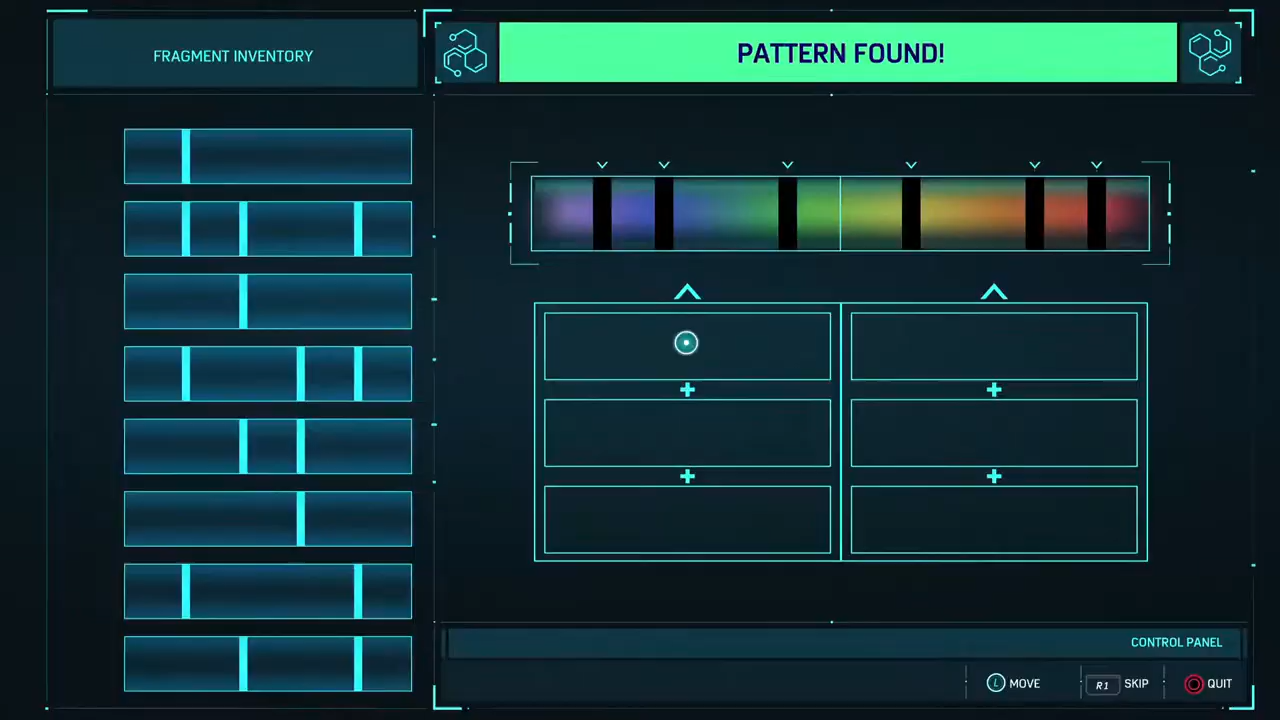 FRAGMENT INVENTORY
PATTERN FOUND!
CONTROL PANEL
L MOVE
R1 SKIP
QUIT